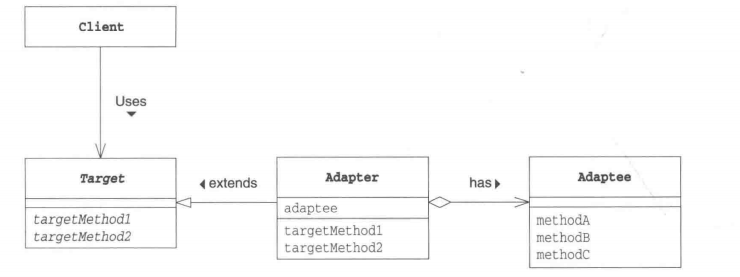 Client
Uses
Target
extends
Adapter
has
Adaptee
adaptee
targetMethod1
targetMethod2
targetMethod1
targetMethod2
methodA
methodB
methodC